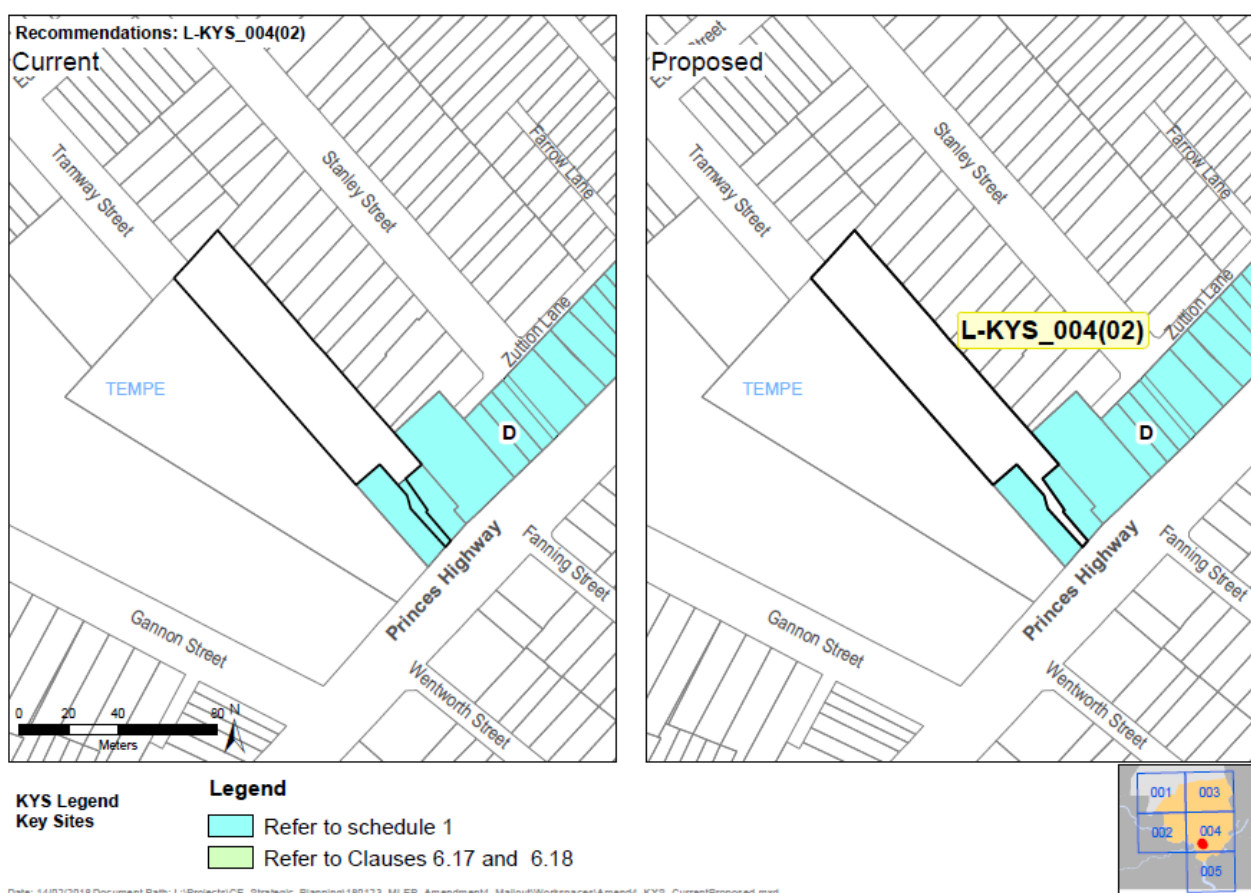 Recommendations: L-KYS_004(02)
Current
Tramway Street
Stanley Street
Farrow Lane
Zuttion Lane
TEMPE
D
Princes Highway
Fanning Street
Gannon Street
Wentworth Street
0 20 40 80
Meters
N
Proposed
Street
Tramway Street
Stanley Street
Farrow Lane
Zuttion Lane
L-KYS_004(02)
TEMPE
D
Princes Highway
Fanning Street
Gannon Street
Wentworth Street
KYS Legend
Key Sites
Legend
Refer to schedule 1
Refer to Clauses 6.17 and 6.18
001 003
002 004
005